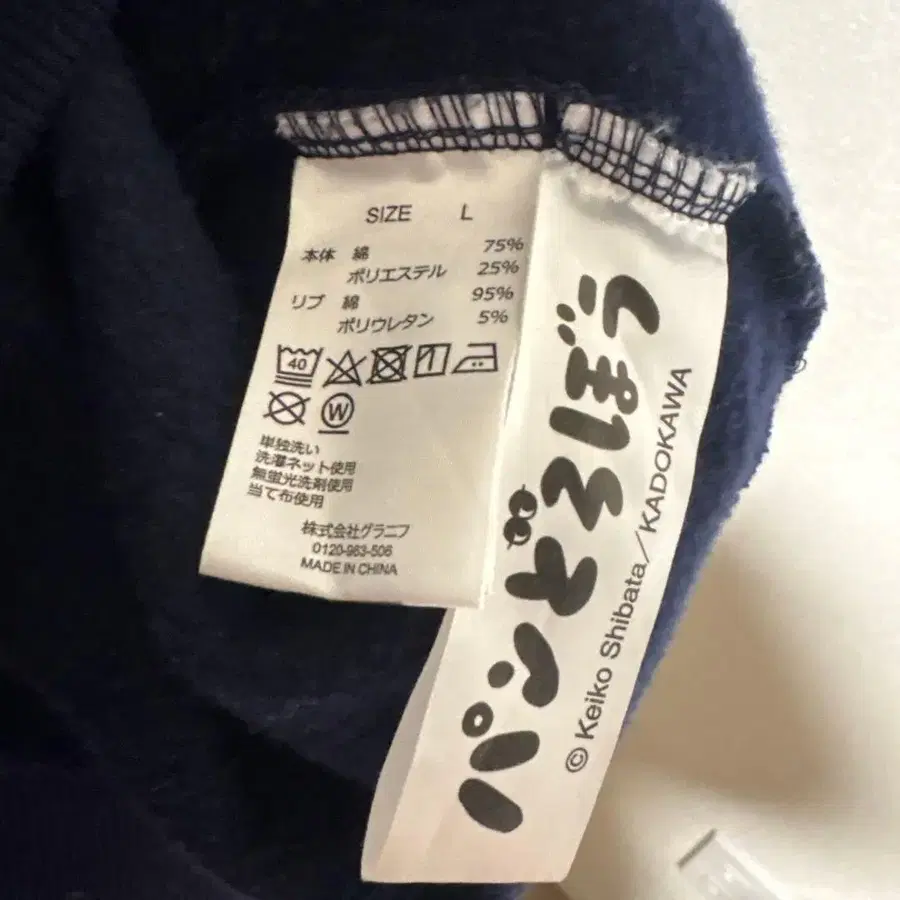 SIZE L
本体 綿 75%
ポリエステル 25%
リブ 綿 95%
ポリウレタン 5%
40
W
単独洗い
洗濯ネット使用
無蛍光洗剤使用
当て布使用
株式会社グラニフ
0120-963-506
MADE IN CHINA
パンどろぼう
© Keiko Shibata/KADOKAWA